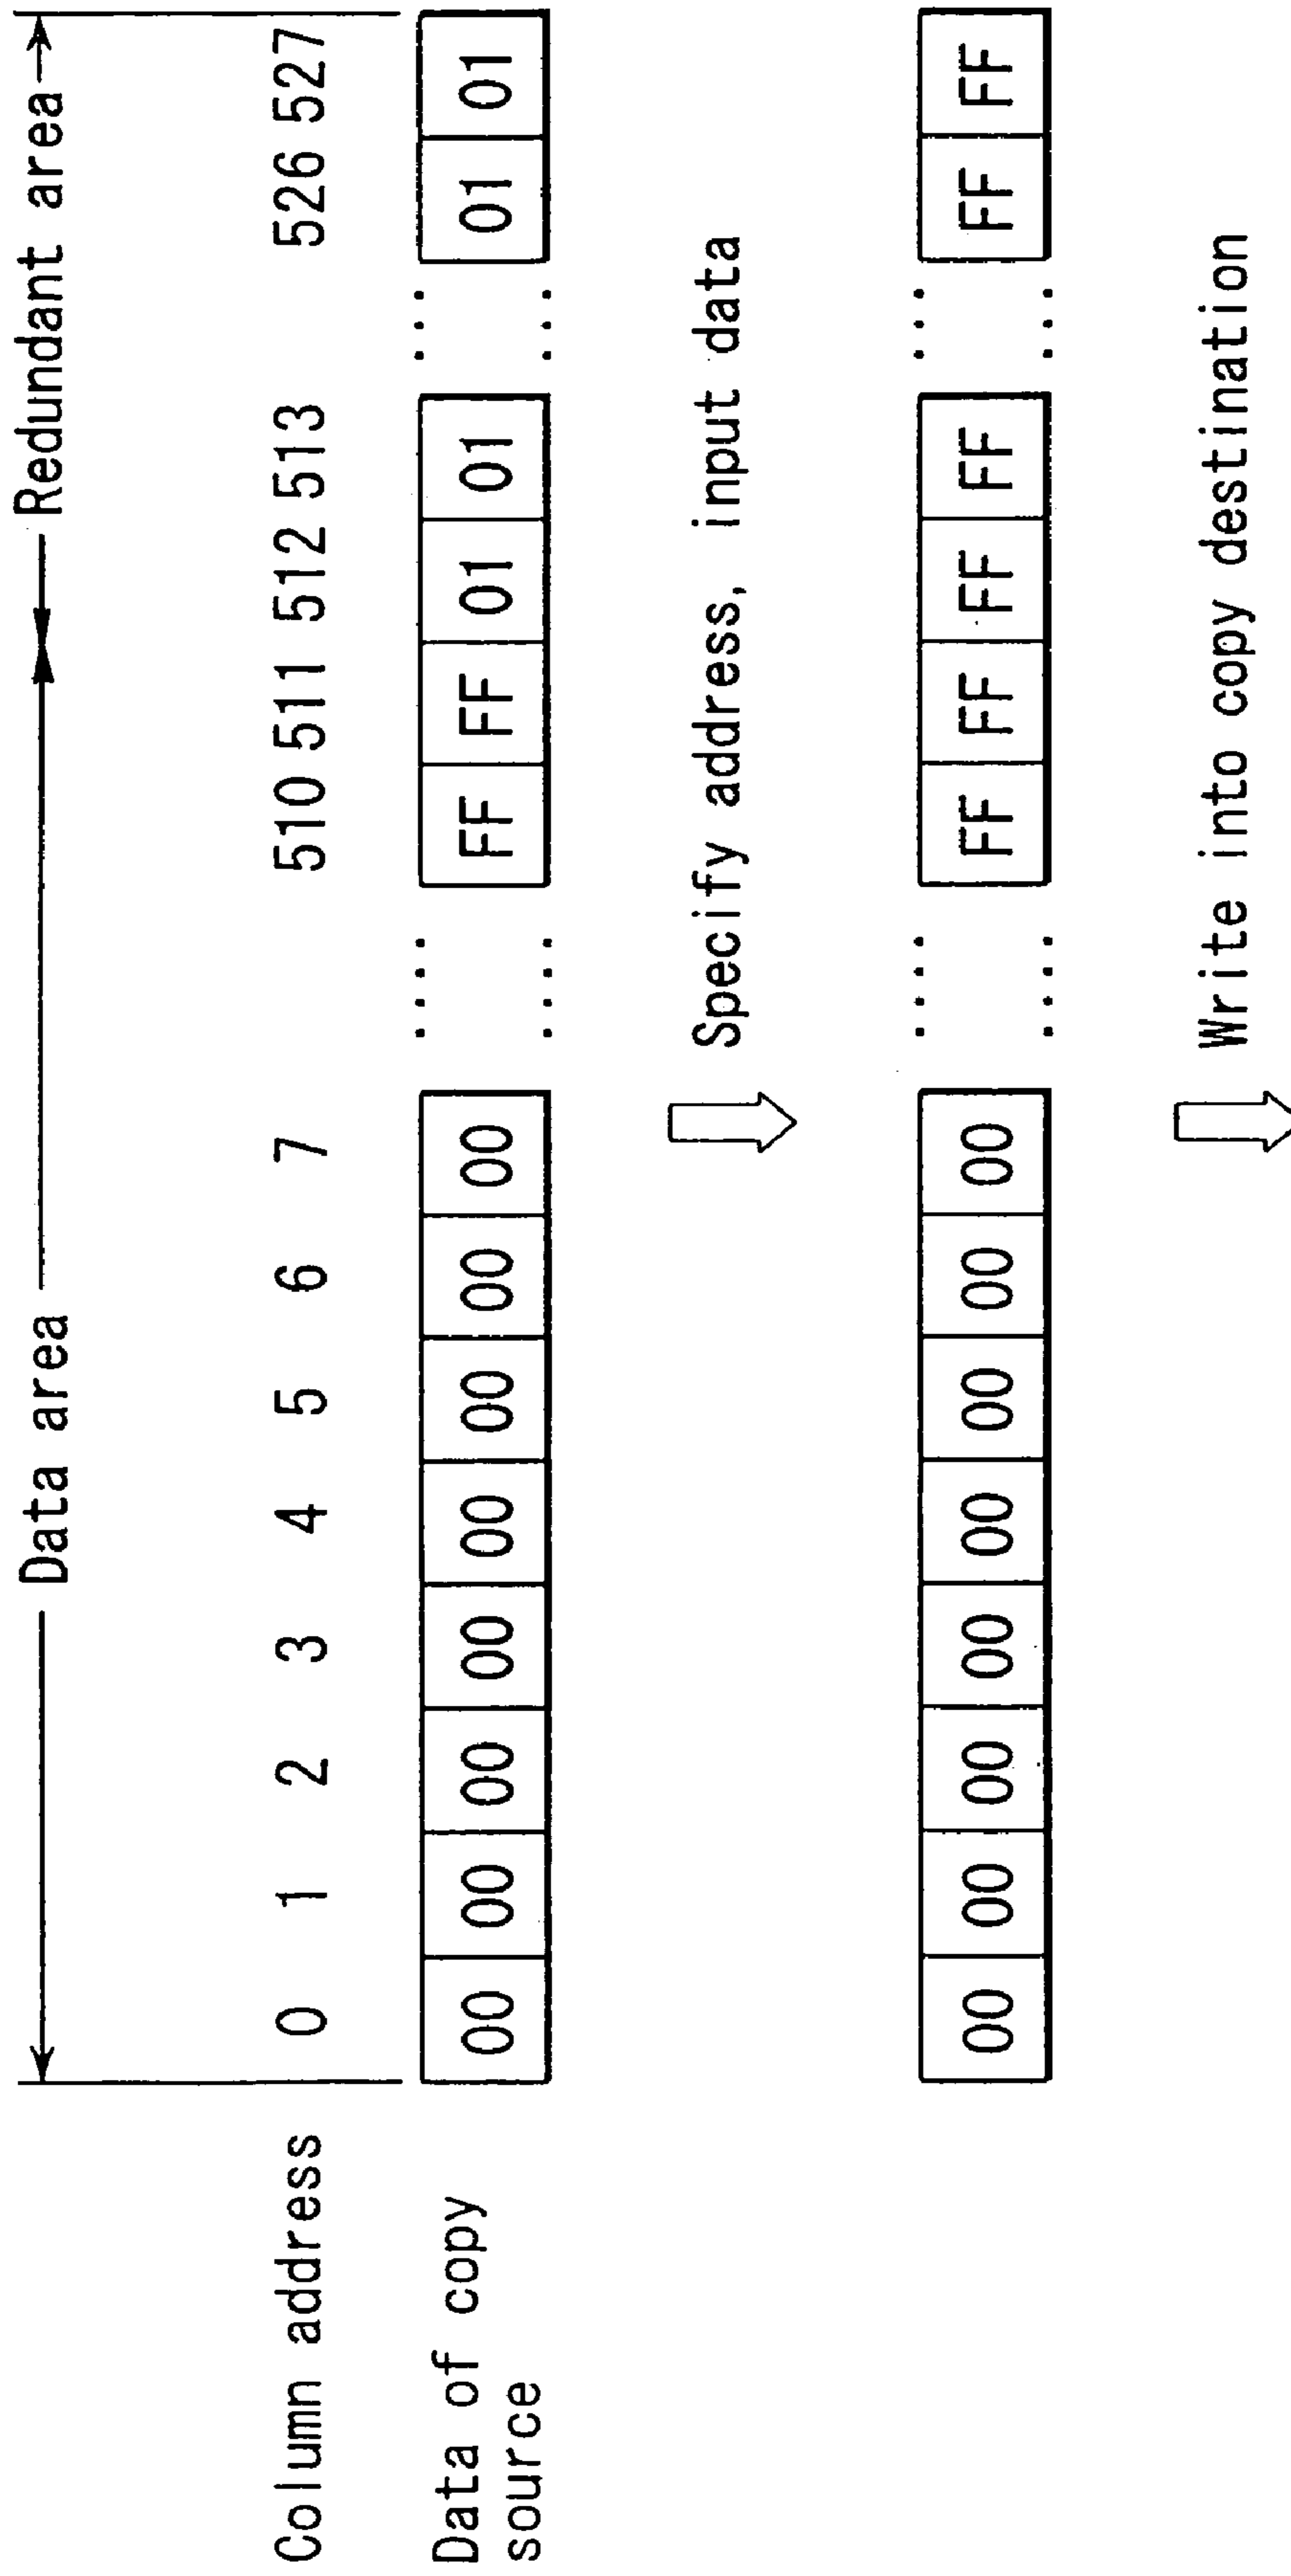 Data area Redundant area
Column address 0 1 2 3 4 5 6 7 510 511 512 513 526 527
Data of copy 00 00 00 00 00 00 00 00 FF FF 01 01 01 01
source
Specify address, input data
00 00 00 00 00 00 00 00 FF FF FF FF FF FF
Write into copy destination